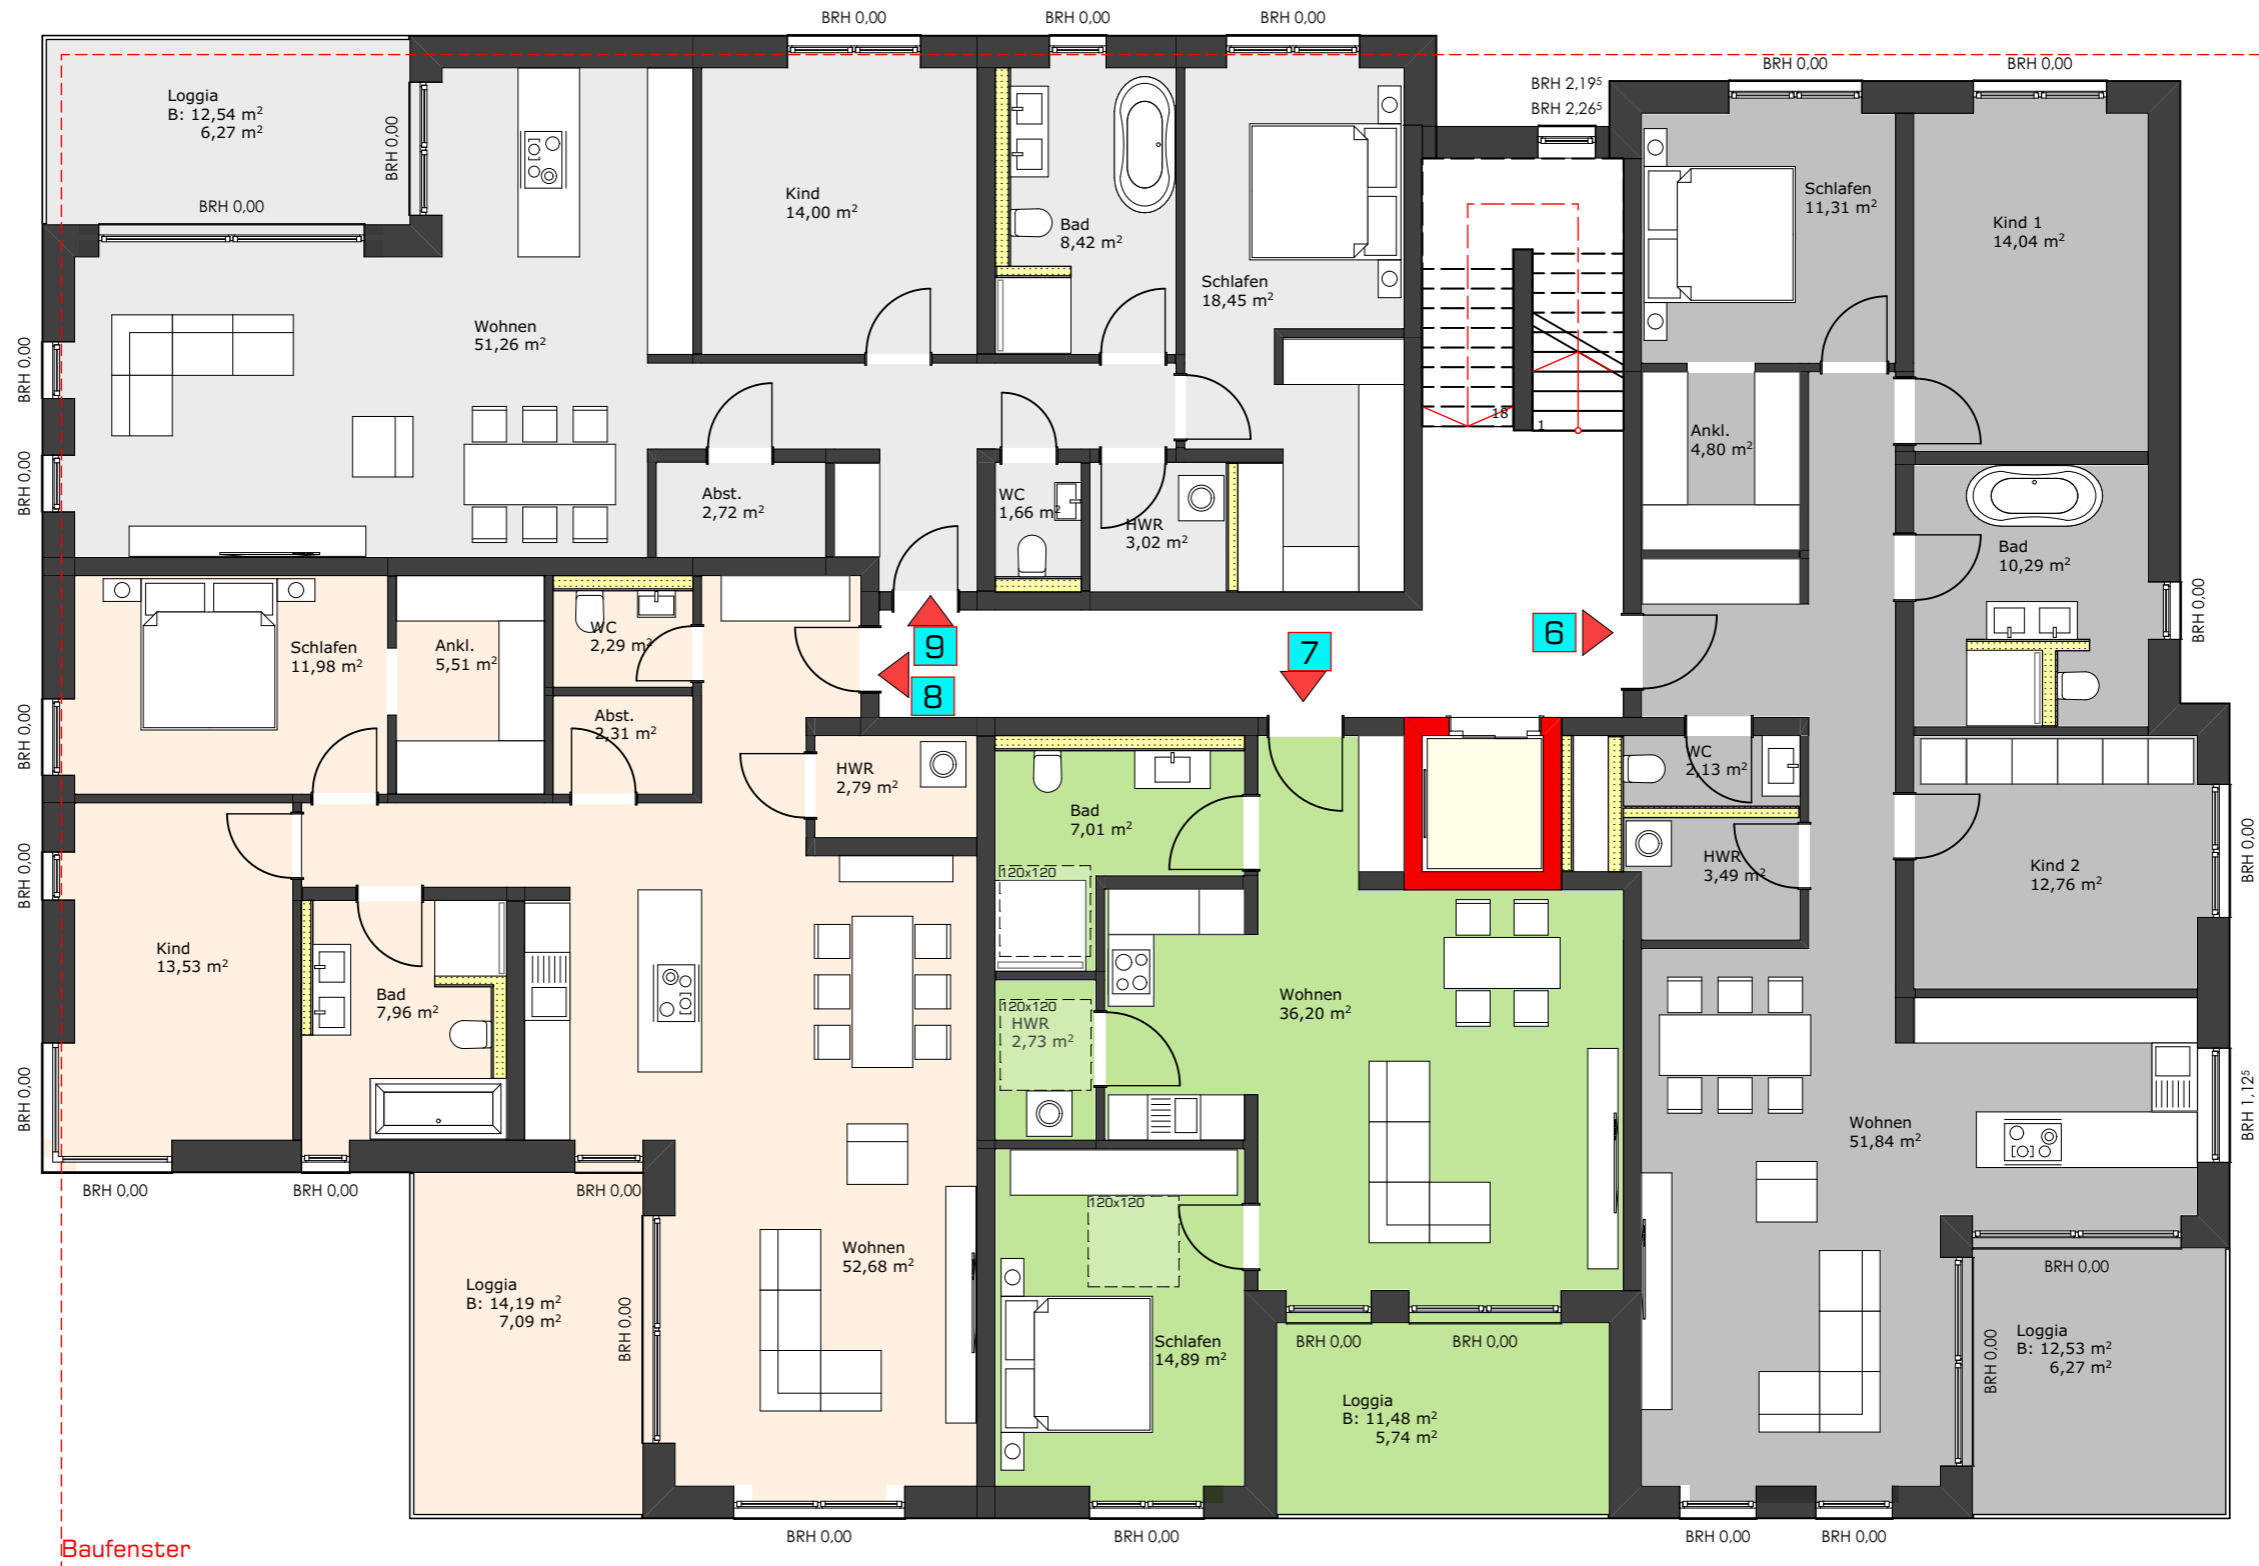 BRH 0,00
BRH 0,00
BRH 0,00
BRH 2,19⁵
BRH 2,26⁵
BRH 0,00
BRH 0,00
Loggia
B: 12,54 m²
6,27 m²
BRH 0,00
BRH 0,00
Kind
14,00 m²
Bad
8,42 m²
Schlafen
18,45 m²
Schlafen
11,31 m²
Kind 1
14,04 m²
Wohnen
51,26 m²
BRH 0,00
BRH 0,00
18
1
Ankl.
4,80 m²
Abst.
2,72 m²
WC
1,66 m²
HWR
3,02 m²
Bad
10,29 m²
BRH 0,00
Schlafen
11,98 m²
Ankl.
5,51 m²
WC
2,29 m²
9
8
7
6
Abst.
2,31 m²
BRH 0,00
HWR
2,79 m²
Bad
7,01 m²
WC
2,13 m²
HWR
3,49 m²
Kind 2
12,76 m²
BRH 0,00
BRH 0,00
120x120
Kind
13,53 m²
Bad
7,96 m²
120x120
HWR
2,73 m²
Wohnen
36,20 m²
BRH 0,00
Wohnen
51,84 m²
BRH 1,12⁵
BRH 0,00
BRH 0,00
BRH 0,00
120x120
Wohnen
52,68 m²
Loggia
B: 14,19 m²
7,09 m²
BRH 0,00
Schlafen
14,89 m²
BRH 0,00
BRH 0,00
BRH 0,00
Loggia
B: 12,53 m²
6,27 m²
BRH 0,00
Loggia
B: 11,48 m²
5,74 m²
BRH 0,00
BRH 0,00
BRH 0,00
BRH 0,00
Baufenster